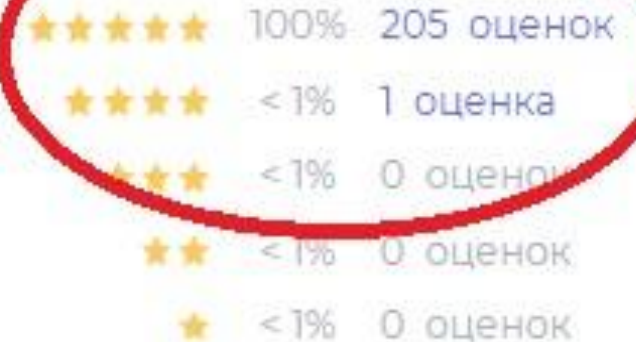 100% 205 оценок
< 1% 1 оценка
< 1% 0 оценок
< 1% 0 оценок
< 1% 0 оценок